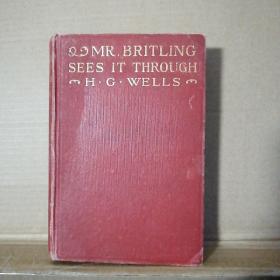 MR. BRITLING
SEES IT THROUGH
H·G·WELLS